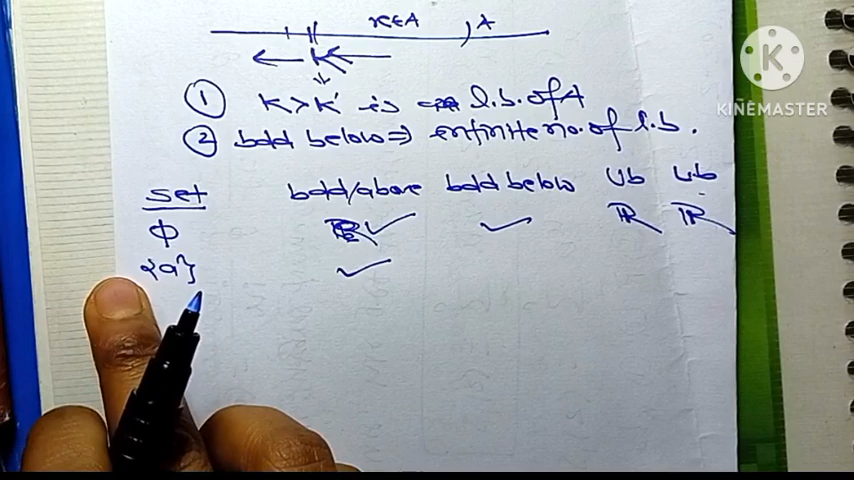 x∈A ) A
K
① K > K' is l.b. of A
② bdd below ⇒ infinite no. of l.b.
set bdd/above bdd below Ub Lb
ϕ ✓ ✓ ℝ ℝ
{a} ✓
K
KINEMASTER